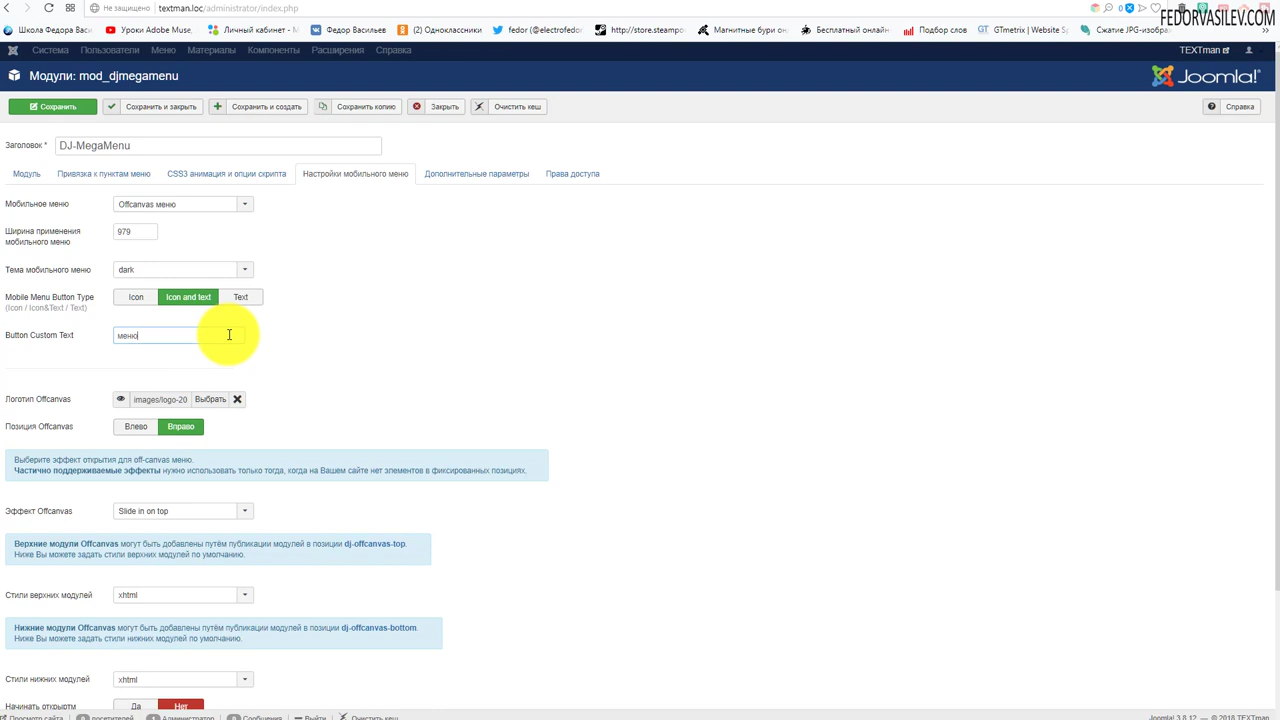 Не защищено textman.loc/administrator/index.php
0
FEDORVASILEV.COM
Школа Федора Васи
Уроки Adobe Muse,
Личный кабинет - М
Федор Васильев
(2) Одноклассники
fedor (@electrofedo
http://store.steampo
Магнитные бури он
Бесплатный онлайн
Подбор слов
GTmetrix | Website S
Сжатие JPG-изображ
Система Пользователи Меню Материалы Компоненты Расширения Справка
TEXTman
Модули: mod_djmegamenu
Joomla!
Сохранить
Сохранить и закрыть
Сохранить и создать
Сохранить копию
Закрыть
Очистить кеш
Справка
Заголовок * DJ-MegaMenu
Модуль Привязка к пунктам меню CSS3 анимация и опции скрипта Настройки мобильного меню Дополнительные параметры Права доступа
Мобильное меню Offcanvas меню
Ширина применения
мобильного меню 979
Тема мобильного меню dark
Mobile Menu Button Type Icon Icon and text Text
(Icon / Icon&Text / Text)
Button Custom Text меню
Логотип Offcanvas images/logo-20 Выбрать
Позиция Offcanvas Влево Вправо
Выберите эффект открытия для off-canvas меню.
Частично поддерживаемые эффекты нужно использовать только тогда, когда на Вашем сайте нет элементов в фиксированных позициях.
Эффект Offcanvas Slide in on top
Верхние модули Offcanvas могут быть добавлены путём публикации модулей в позиции dj-offcanvas-top.
Ниже Вы можете задать стили верхних модулей по умолчанию.
Стили верхних модулей xhtml
Нижние модули Offcanvas могут быть добавлены путём публикации модулей в позиции dj-offcanvas-bottom.
Ниже Вы можете задать стили нижних модулей по умолчанию.
Стили нижних модулей xhtml
Начинать открыртм Да Нет
Просмотр сайта 0 посетителей 1 Администратор 0 Сообщения Выйти Очистить кеш
Joomla! 3.8.12 — © 2018 TEXTman